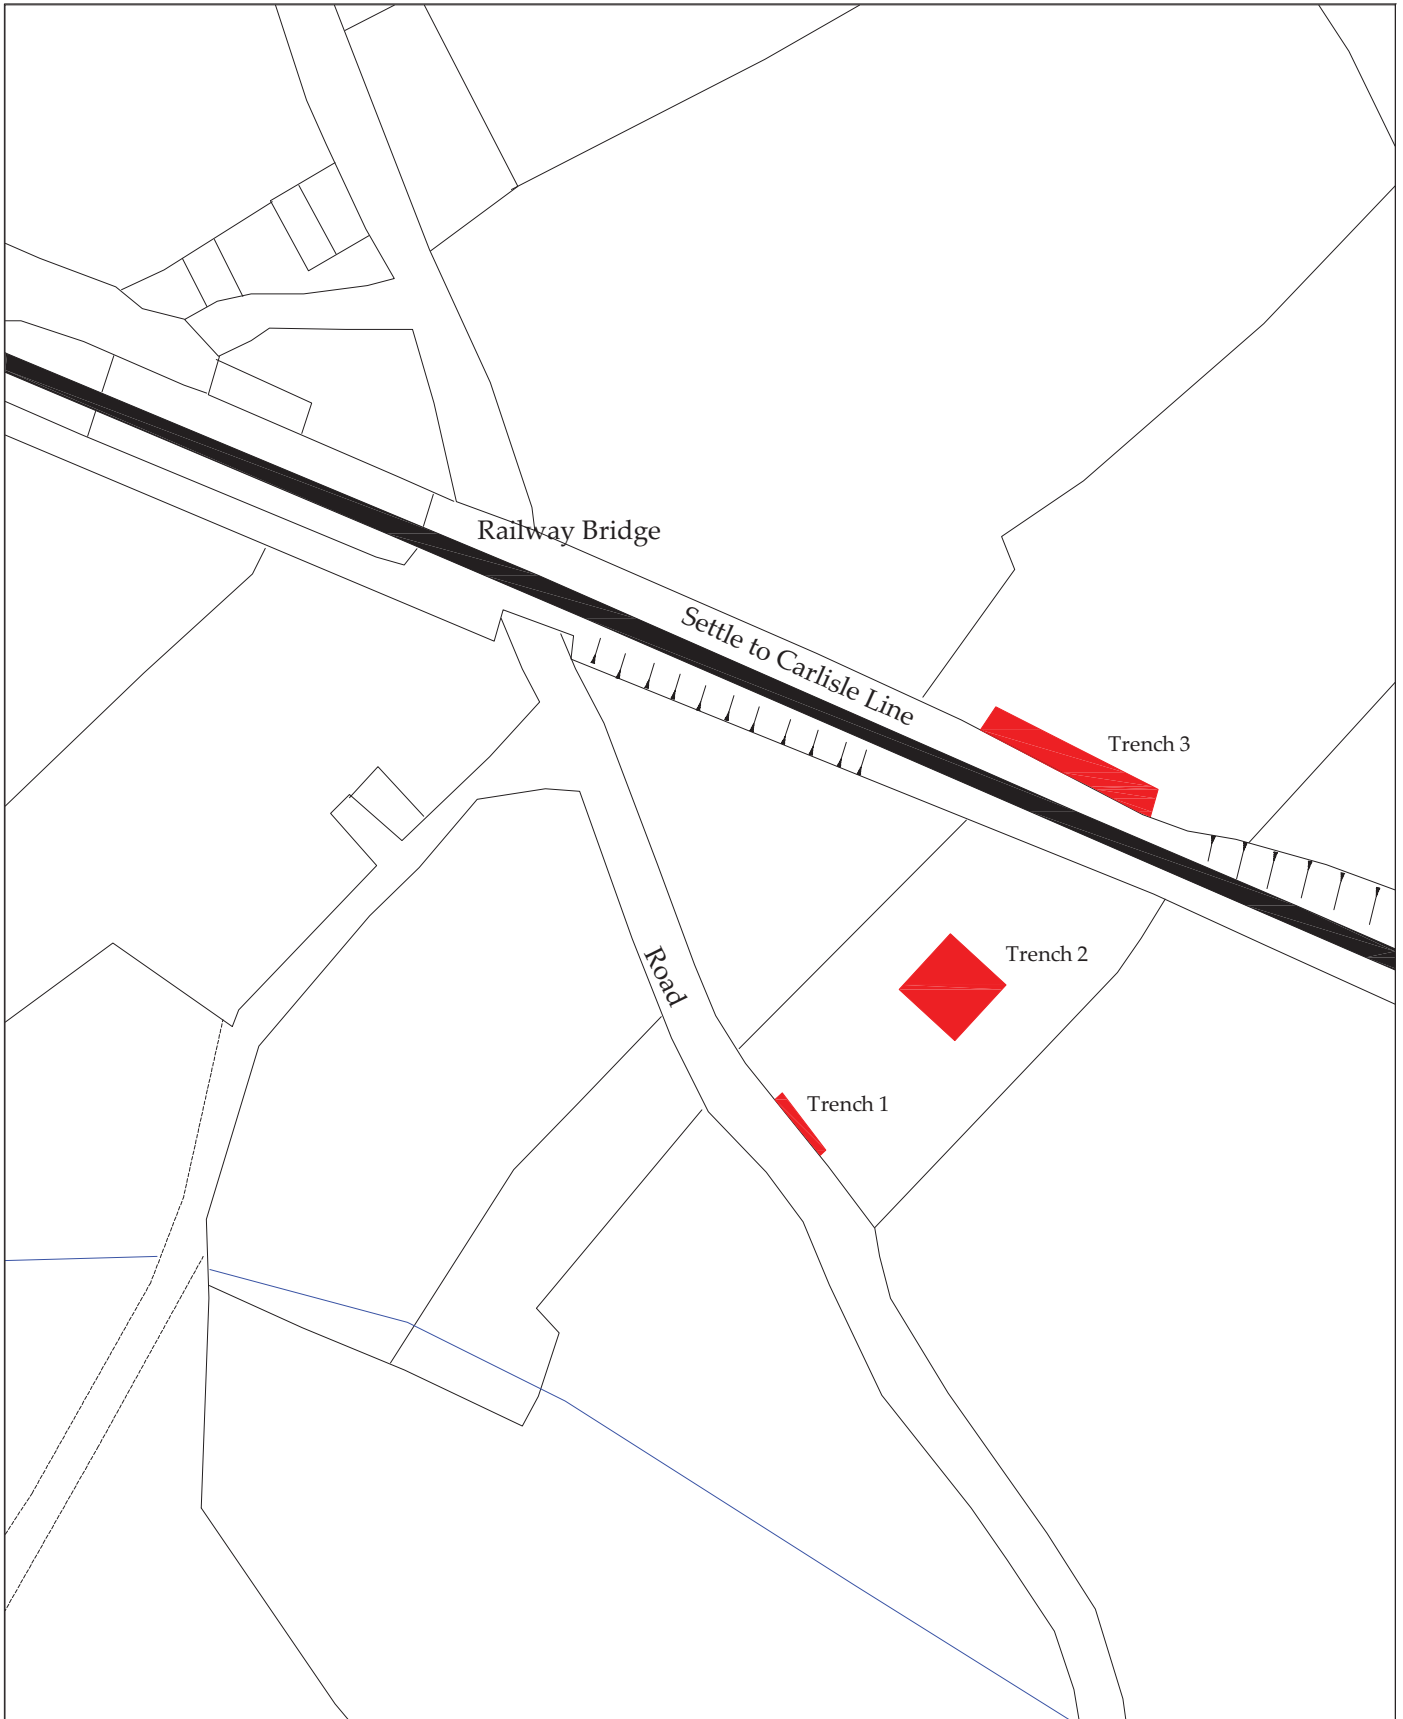 Railway Bridge
Settle to Carlisle Line
Trench 3
Road
Trench 2
Trench 1